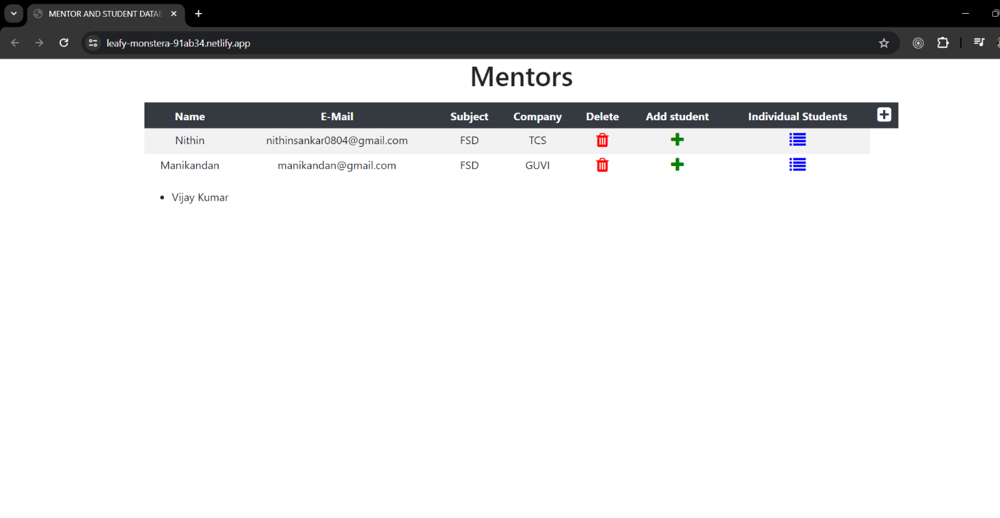 MENTOR AND STUDENT DATAB
leafy-monstera-91ab34.netlify.app
Mentors
Name E-Mail Subject Company Delete Add student Individual Students
Nithin nithinsankar0804@gmail.com FSD TCS
Manikandan manikandan@gmail.com FSD GUVI
• Vijay Kumar